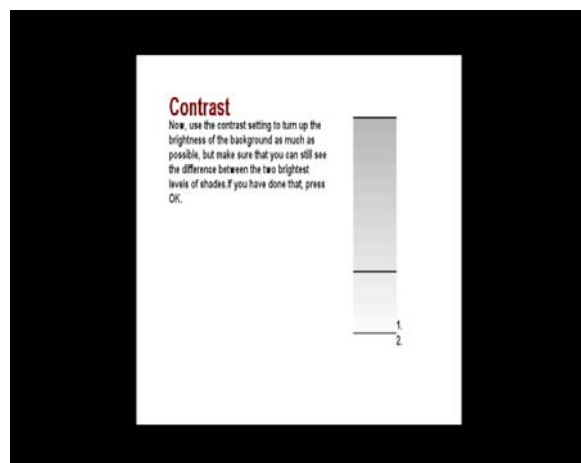 Contrast
Now, use the contrast setting to turn up the
brightness of the background as much as
possible, but make sure that you can still see
the difference between the two brightest
levels of shades.If you have done that, press
OK.
1.
2.